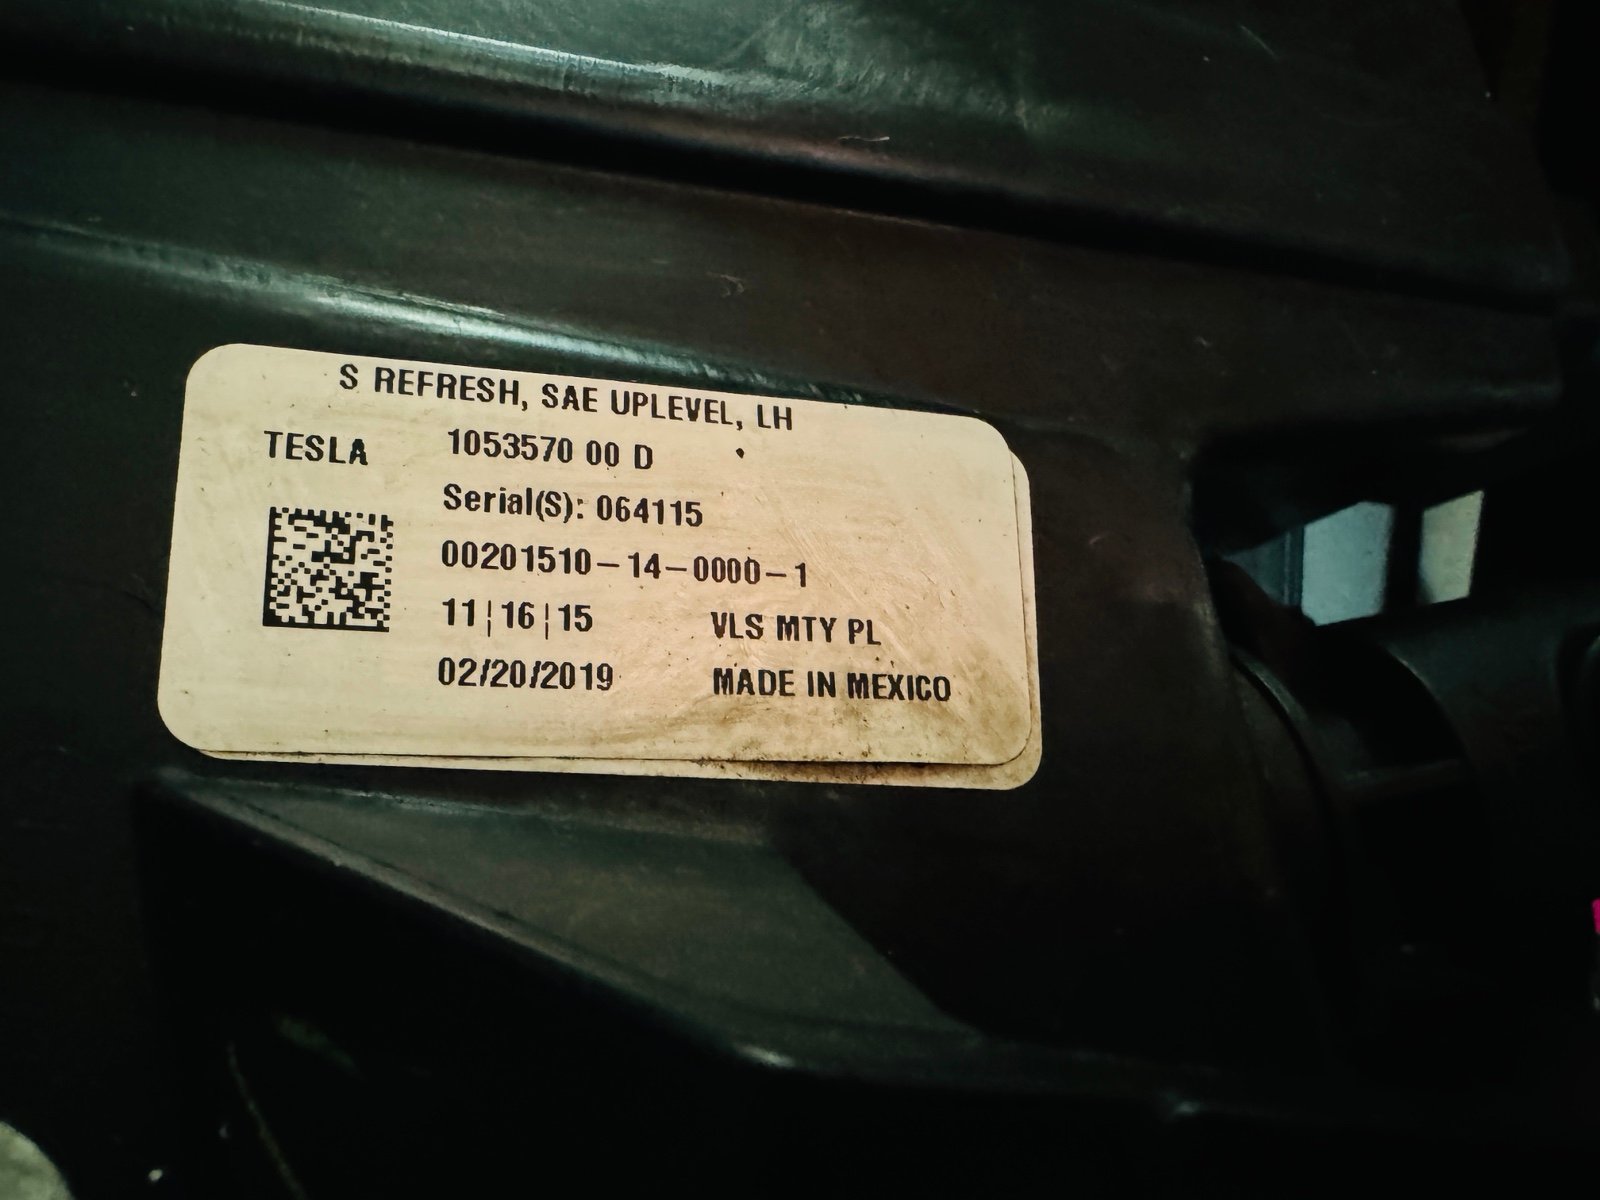 S REFRESH, SAE UPLEVEL, LH
TESLA 1053570 00 D
Serial(S): 064115
00201510-14-0000-1
11¦16¦15 VLS MTY PL
02/20/2019 MADE IN MEXICO